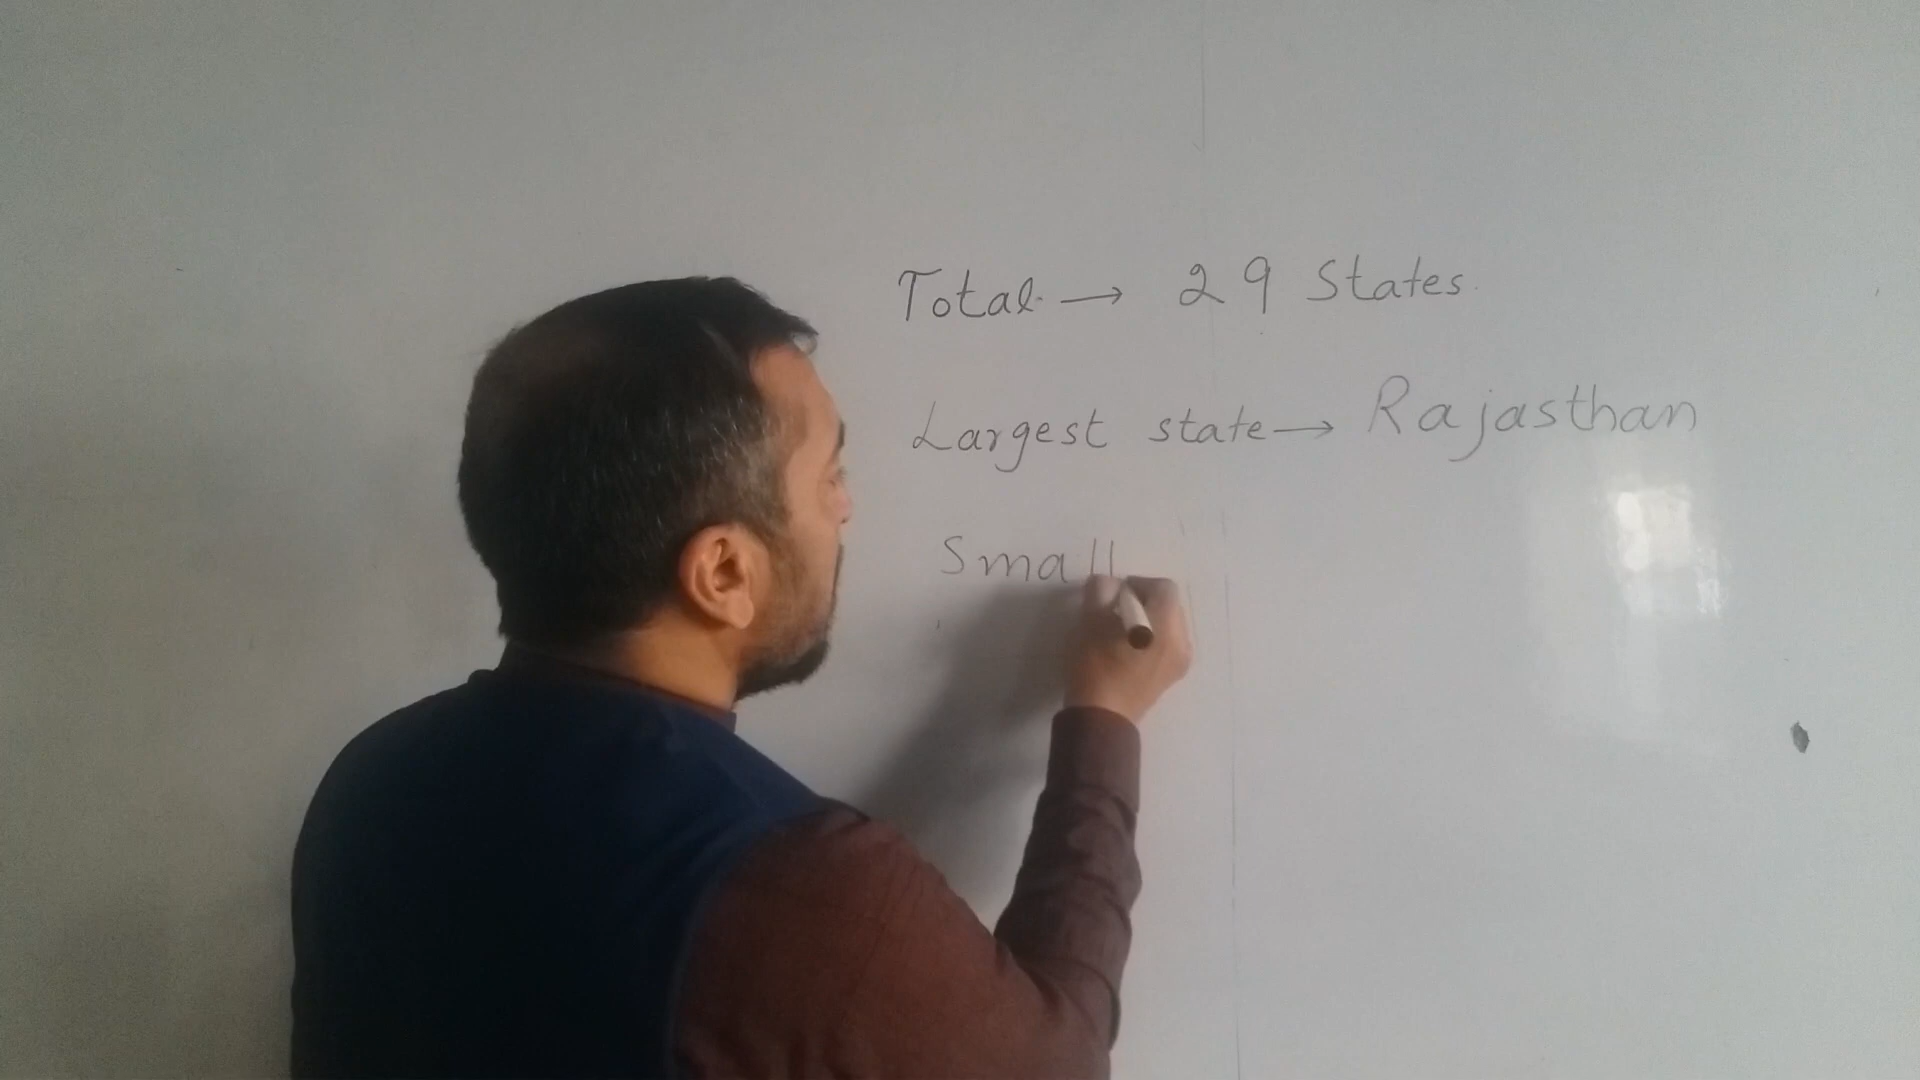 Total → 29 States
Largest state → Rajasthan
Small